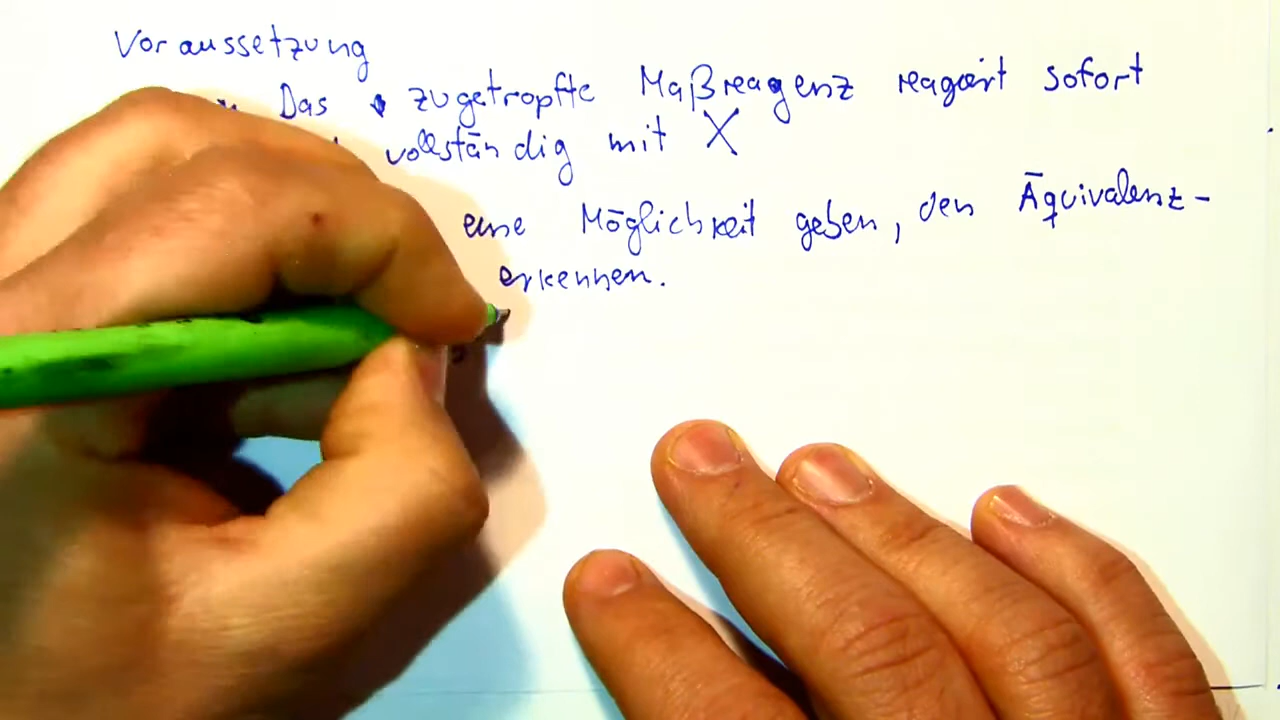 Voraussetzung
Das zugetropfte Maßreagenz reagiert sofort
vollständig mit X
eine Möglichkeit geben, den Äquivalenz-
erkennen.